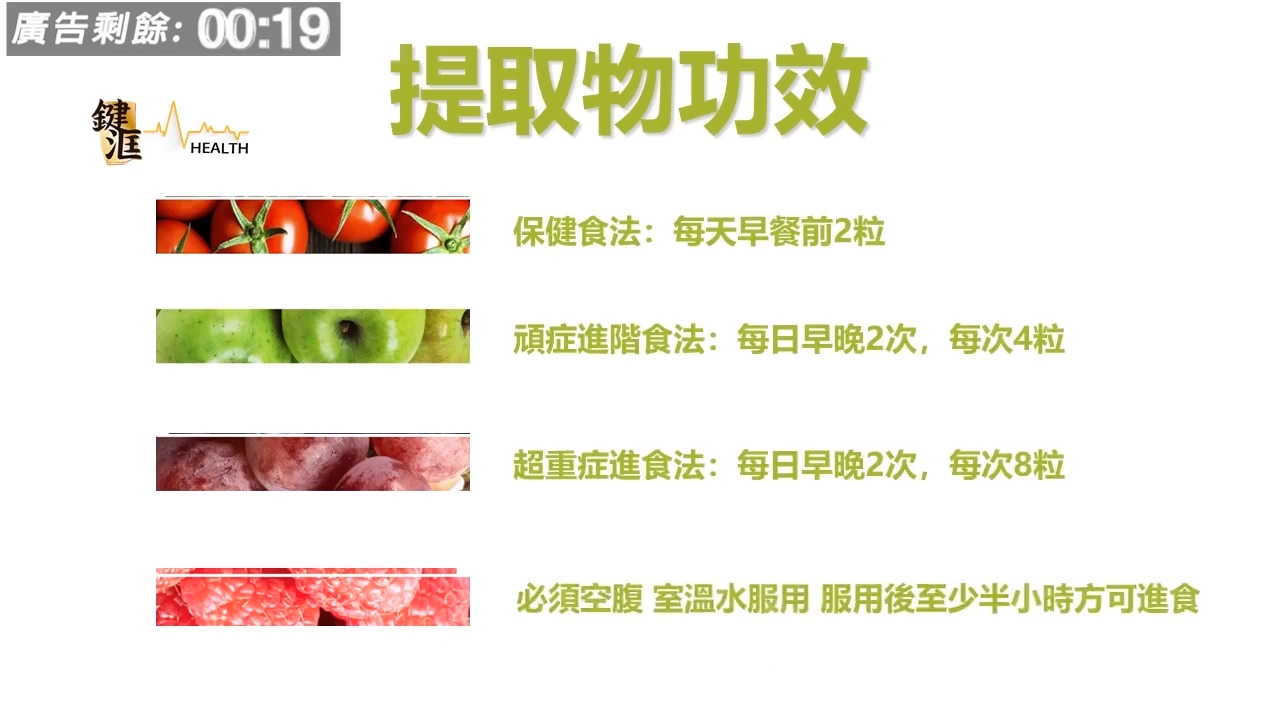 廣告剩餘: 00:19
提取物功效
鍵
滙
HEALTH
保健食法：每天早餐前2粒
頑症進階食法：每日早晚2次，每次4粒
超重症進食法：每日早晚2次，每次8粒
必須空腹 室溫水服用 服用後至少半小時方可進食